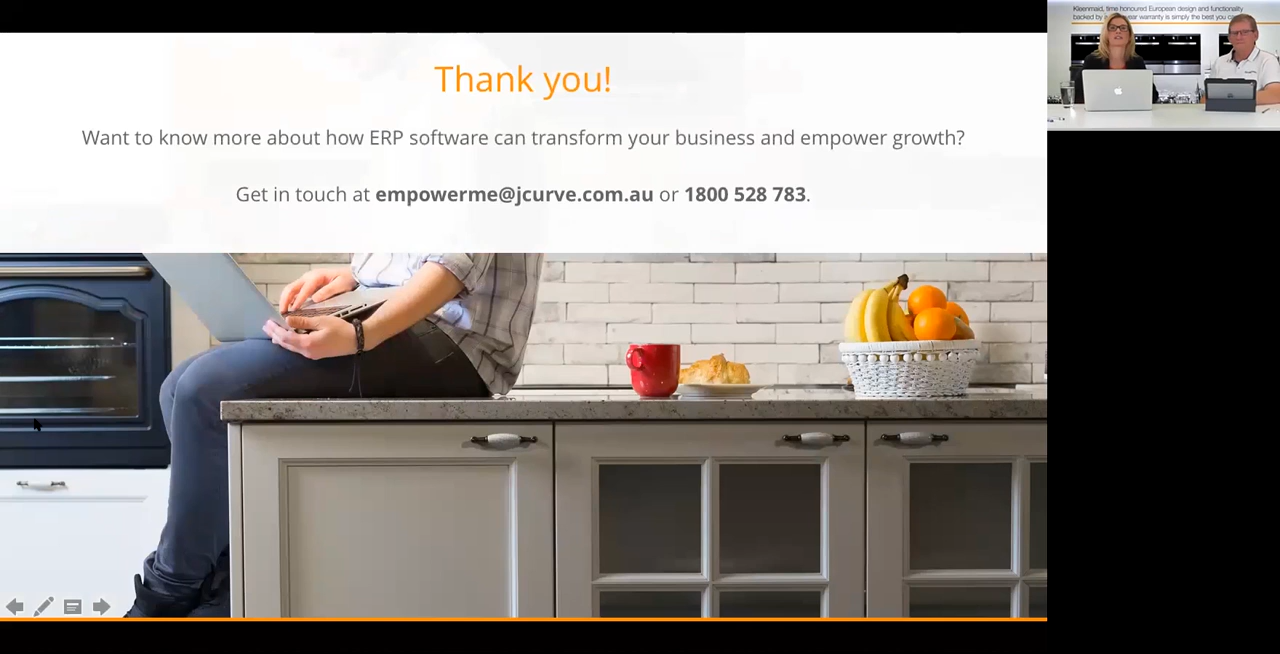 Thank you!
Want to know more about how ERP software can transform your business and empower growth?
Get in touch at empowerme@jcurve.com.au or 1800 528 783.
Kleenmaid, time honoured European design and functionality
backed by year warranty is simply the best you